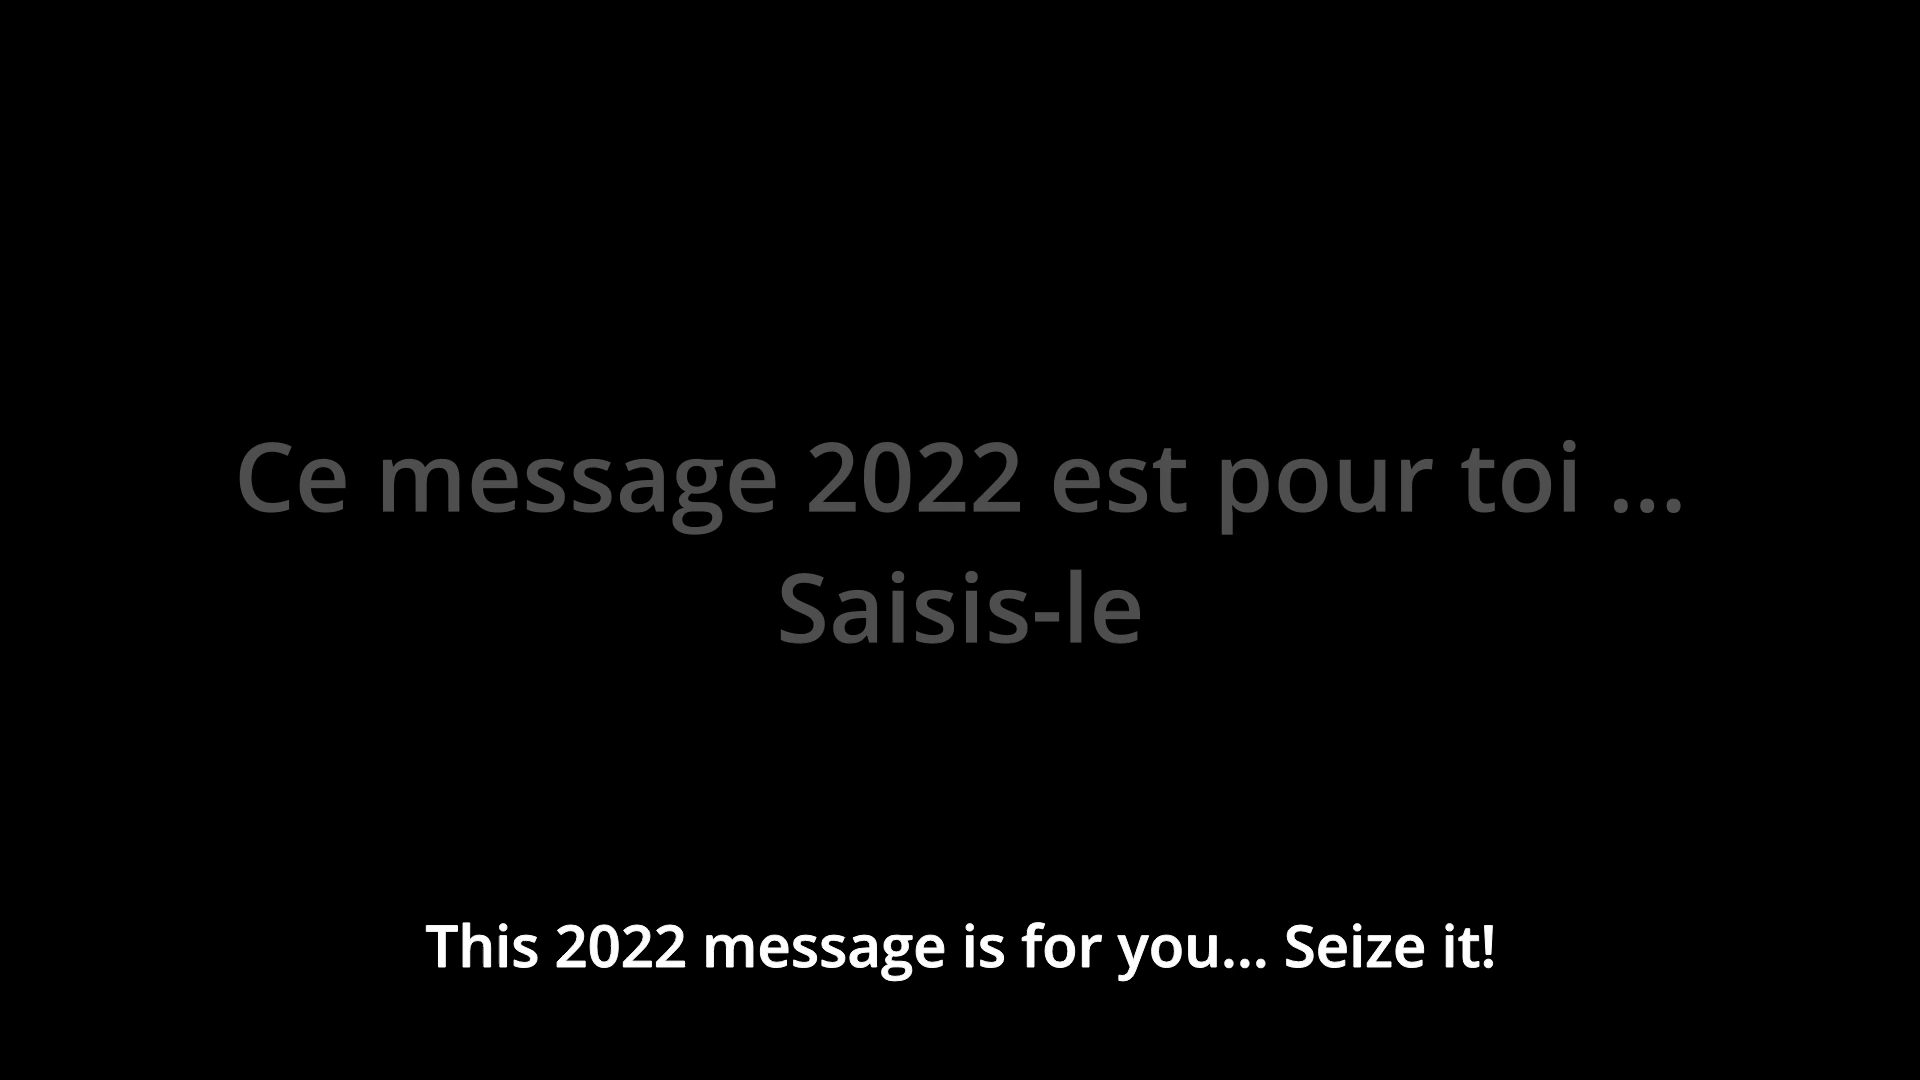 Ce message 2022 est pour toi ...
Saisis-le
This 2022 message is for you... Seize it!